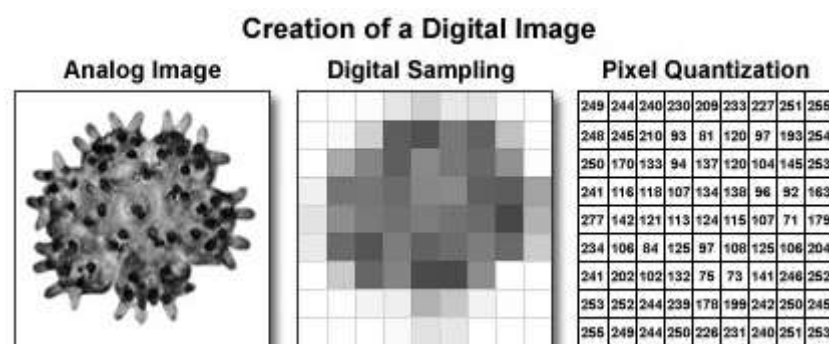 Creation of a Digital Image
Analog Image
Digital Sampling
Pixel Quantization
249 244 240 230 209 233 227 251 255
248 245 210 93 81 120 97 193 254
250 170 133 94 137 120 104 145 253
241 116 118 107 134 138 96 92 163
277 142 121 113 124 115 107 71 179
234 106 84 125 97 108 125 106 204
241 202 102 132 75 73 141 246 252
253 252 244 239 178 199 242 250 245
255 249 244 250 226 231 240 251 253